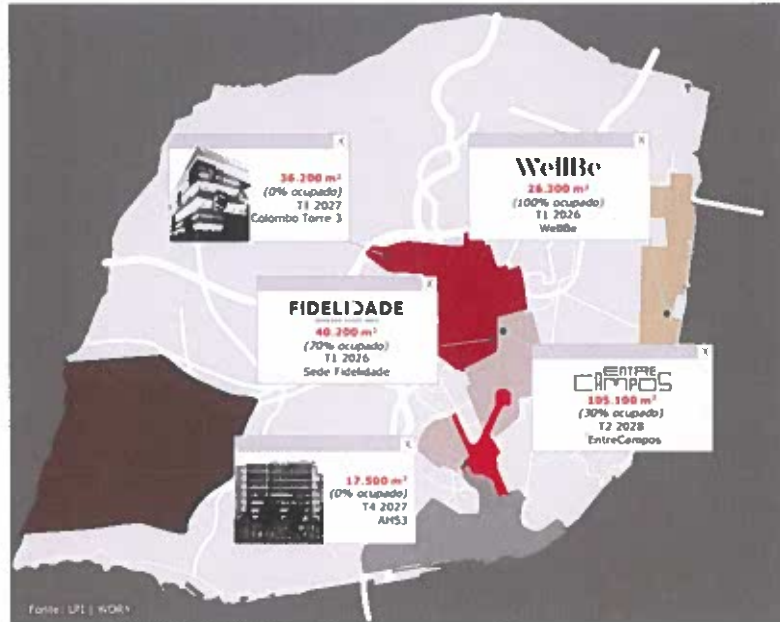 36.200 m²
(0% ocupado)
2027
Colombo Torre 3
WellBe
26.300 m²
(100% ocupado)
T1 2026
WellBe
FIDELIDADE
40.200 m²
(70% ocupado)
T1 2026
Sede Fidelidade
ENTRE
CAMPOS
105.100 m²
(30% ocupado)
T2 2028
EntreCampos
17.500 m²
(0% ocupado)
T4 2027
Fonte: LPI |